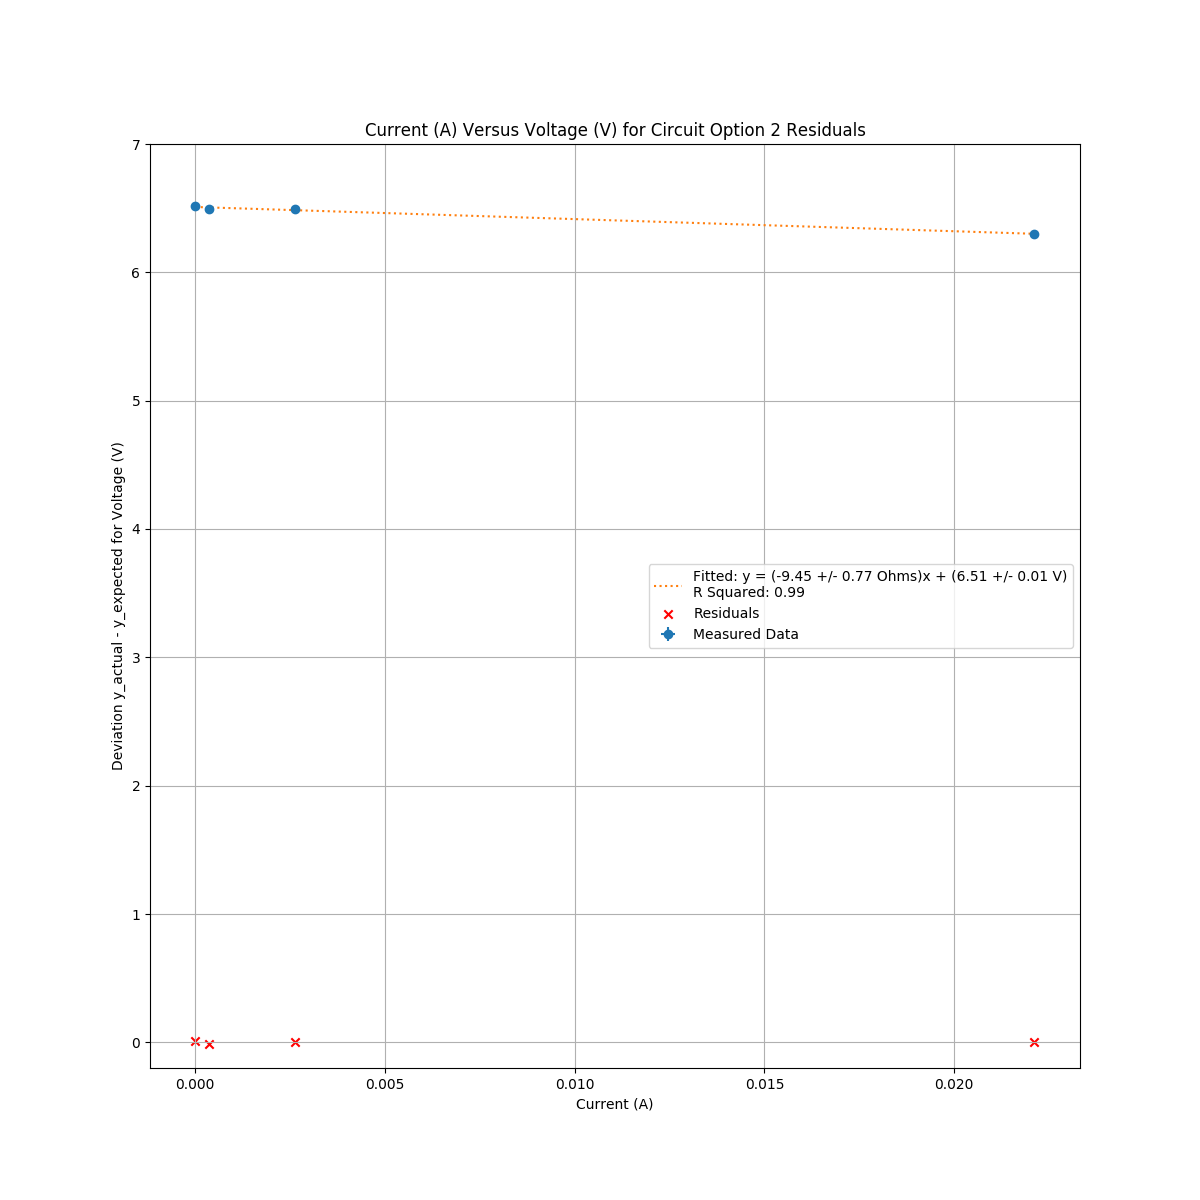 Current (A) Versus Voltage (V) for Circuit Option 2 Residuals
7
6
5
4
3
2
1
0
Deviation y_actual - y_expected for Voltage (V)
Fitted: y = (-9.45 +/- 0.77 Ohms)x + (6.51 +/- 0.01 V)
R Squared: 0.99
Residuals
Measured Data
0.000 0.005 0.010 0.015 0.020
Current (A)